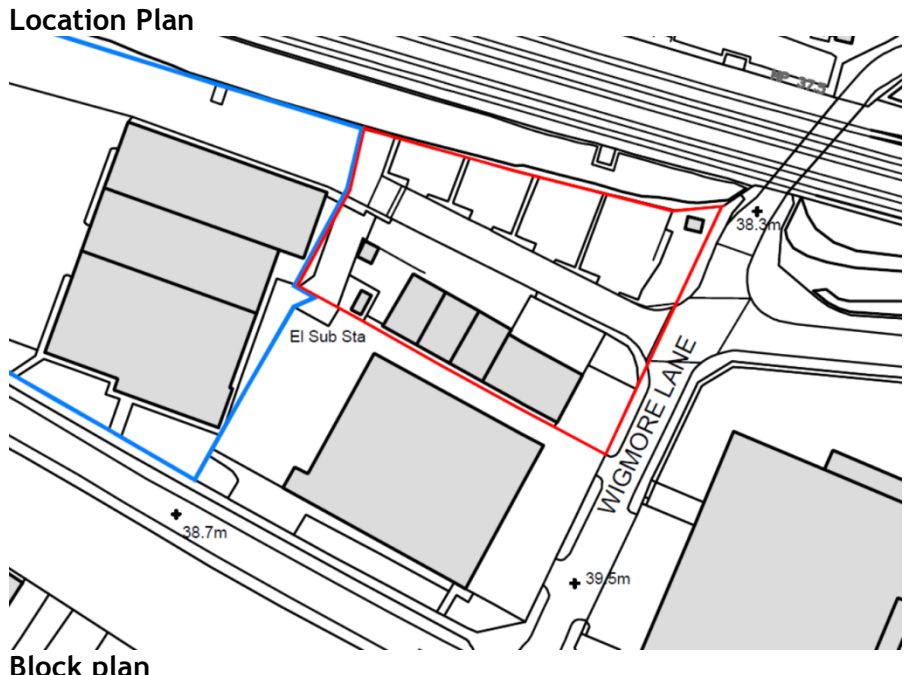 Location Plan
38.3m
El Sub Sta
WIGMORE LANE
38.7m
39.5m
Block plan